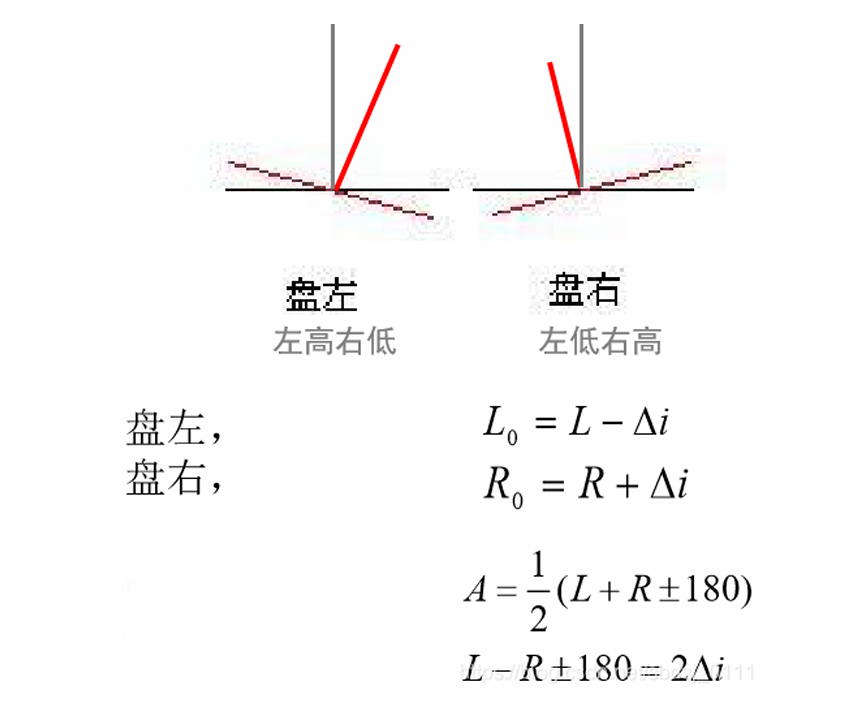 盘左 盘右
左高右低 左低右高
盘左， L₀ = L − Δi
盘右， R₀ = R + Δi
A = 1/2 (L + R ± 180)
L − R ± 180 = 2Δi